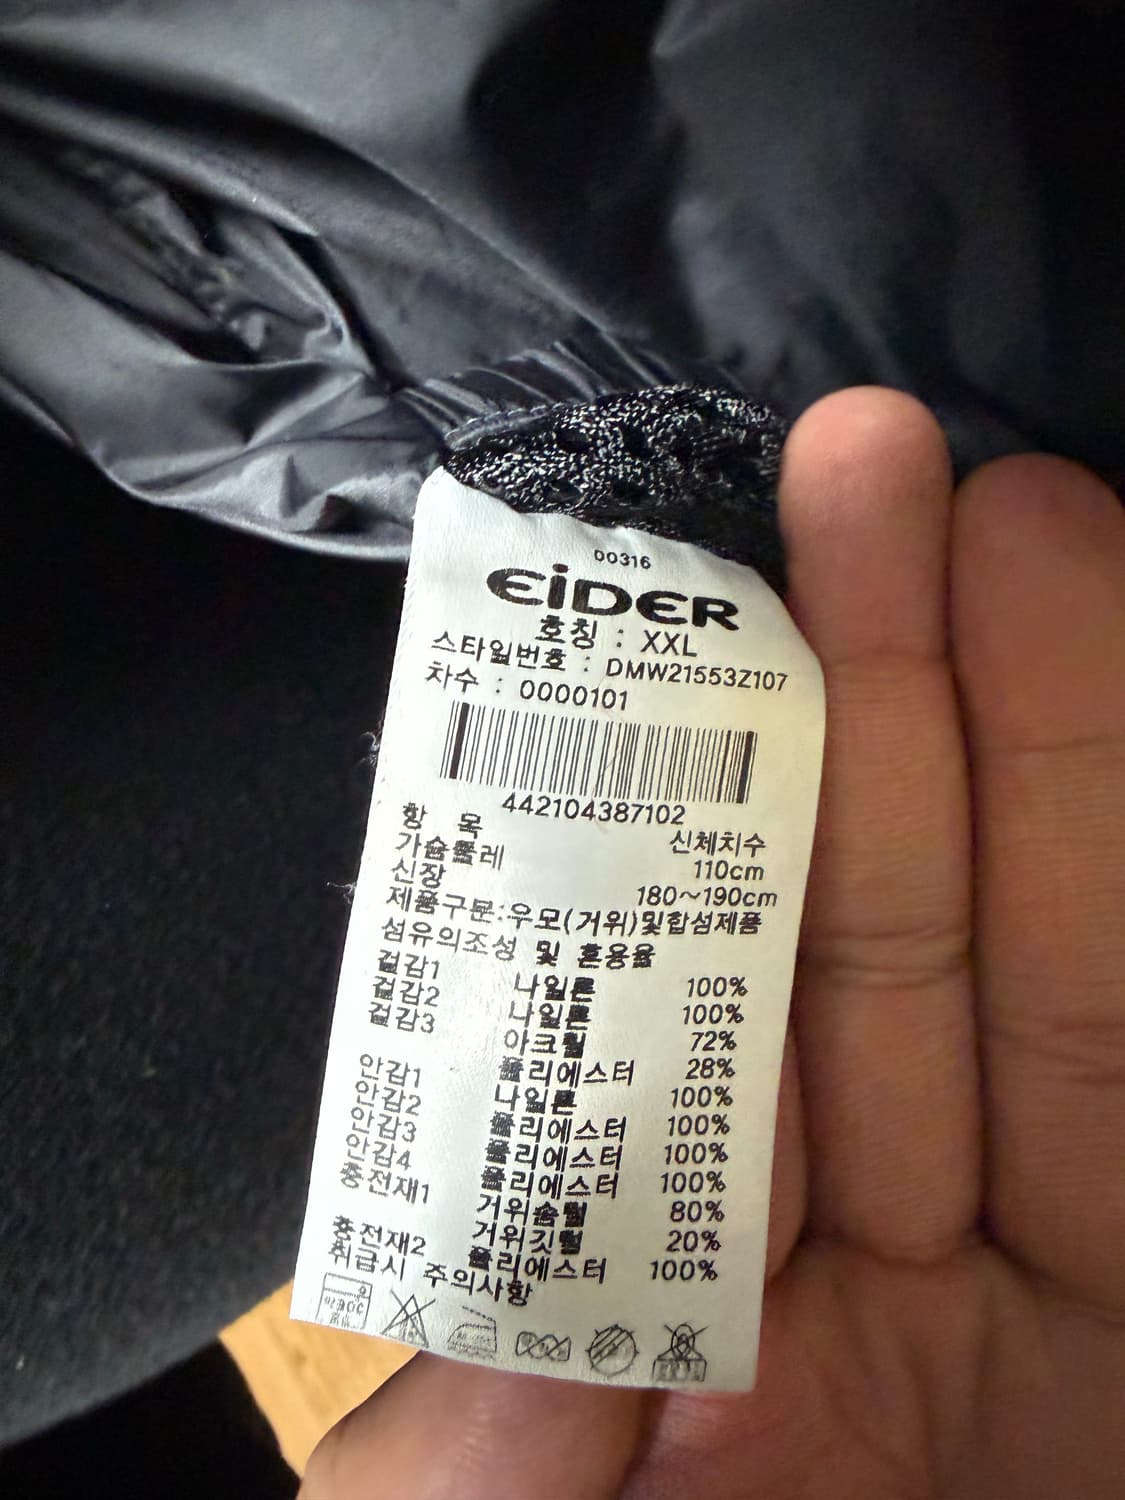 D0316
EiDER
호칭 : XXL
스타일번호 : DMW21553Z107
차수 : 0000101
442104387102
항 목 신체치수
가슴둘레 110cm
신장 180~190cm
제품구분:우모(거위)및합섬제품
섬유의조성 및 혼용율
겉감1 나일론 100%
겉감2 나일론 100%
겉감3 아크릴 72%
폴리에스터 28%
안감1 나일론 100%
안감2 폴리에스터 100%
안감3 폴리에스터 100%
안감4 폴리에스터 100%
충전재1 거위솜털 80%
거위깃털 20%
충전재2 폴리에스터 100%
취급시 주의사항